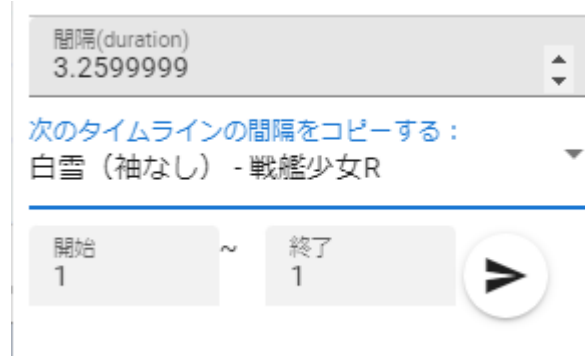 間隔(duration)
3.2599999
次のタイムラインの間隔をコピーする：
白雪（袖なし） - 戦艦少女R
開始 ~ 終了
1 1